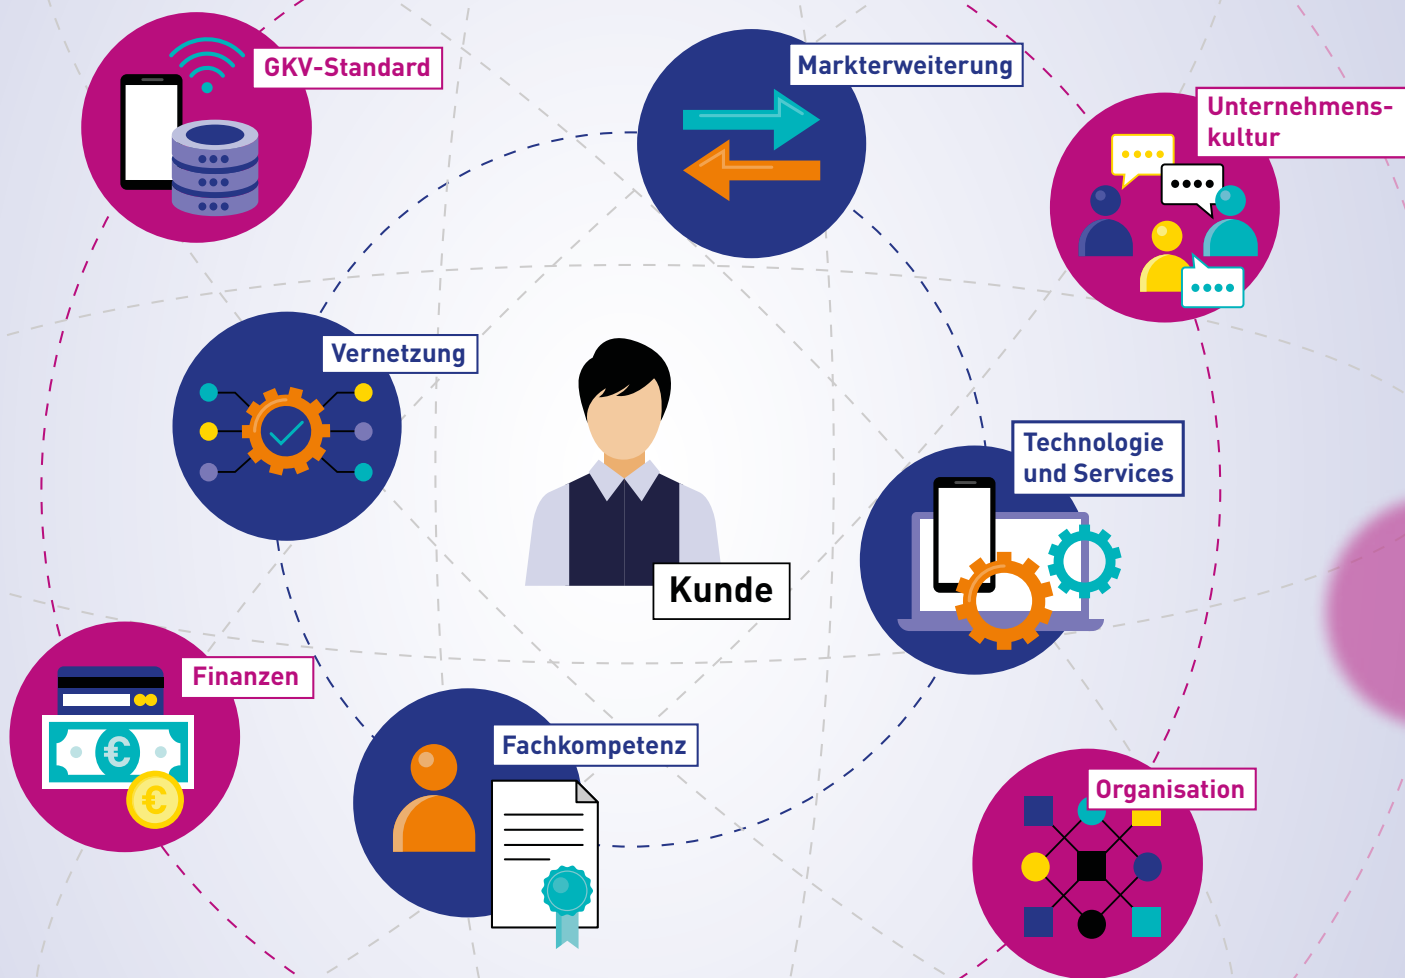 GKV-Standard
Markterweiterung
Unternehmens-
kultur
Vernetzung
Technologie
und Services
Kunde
Finanzen
Fachkompetenz
Organisation
€
€